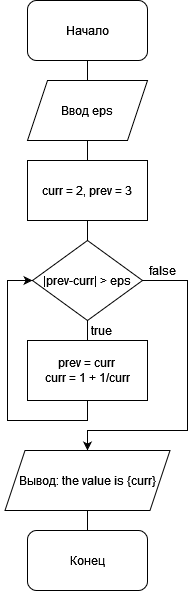 Начало
Ввод eps
curr = 2, prev = 3
|prev-curr| > eps
false
true
prev = curr
curr = 1 + 1/curr
Вывод: the value is {curr}
Конец